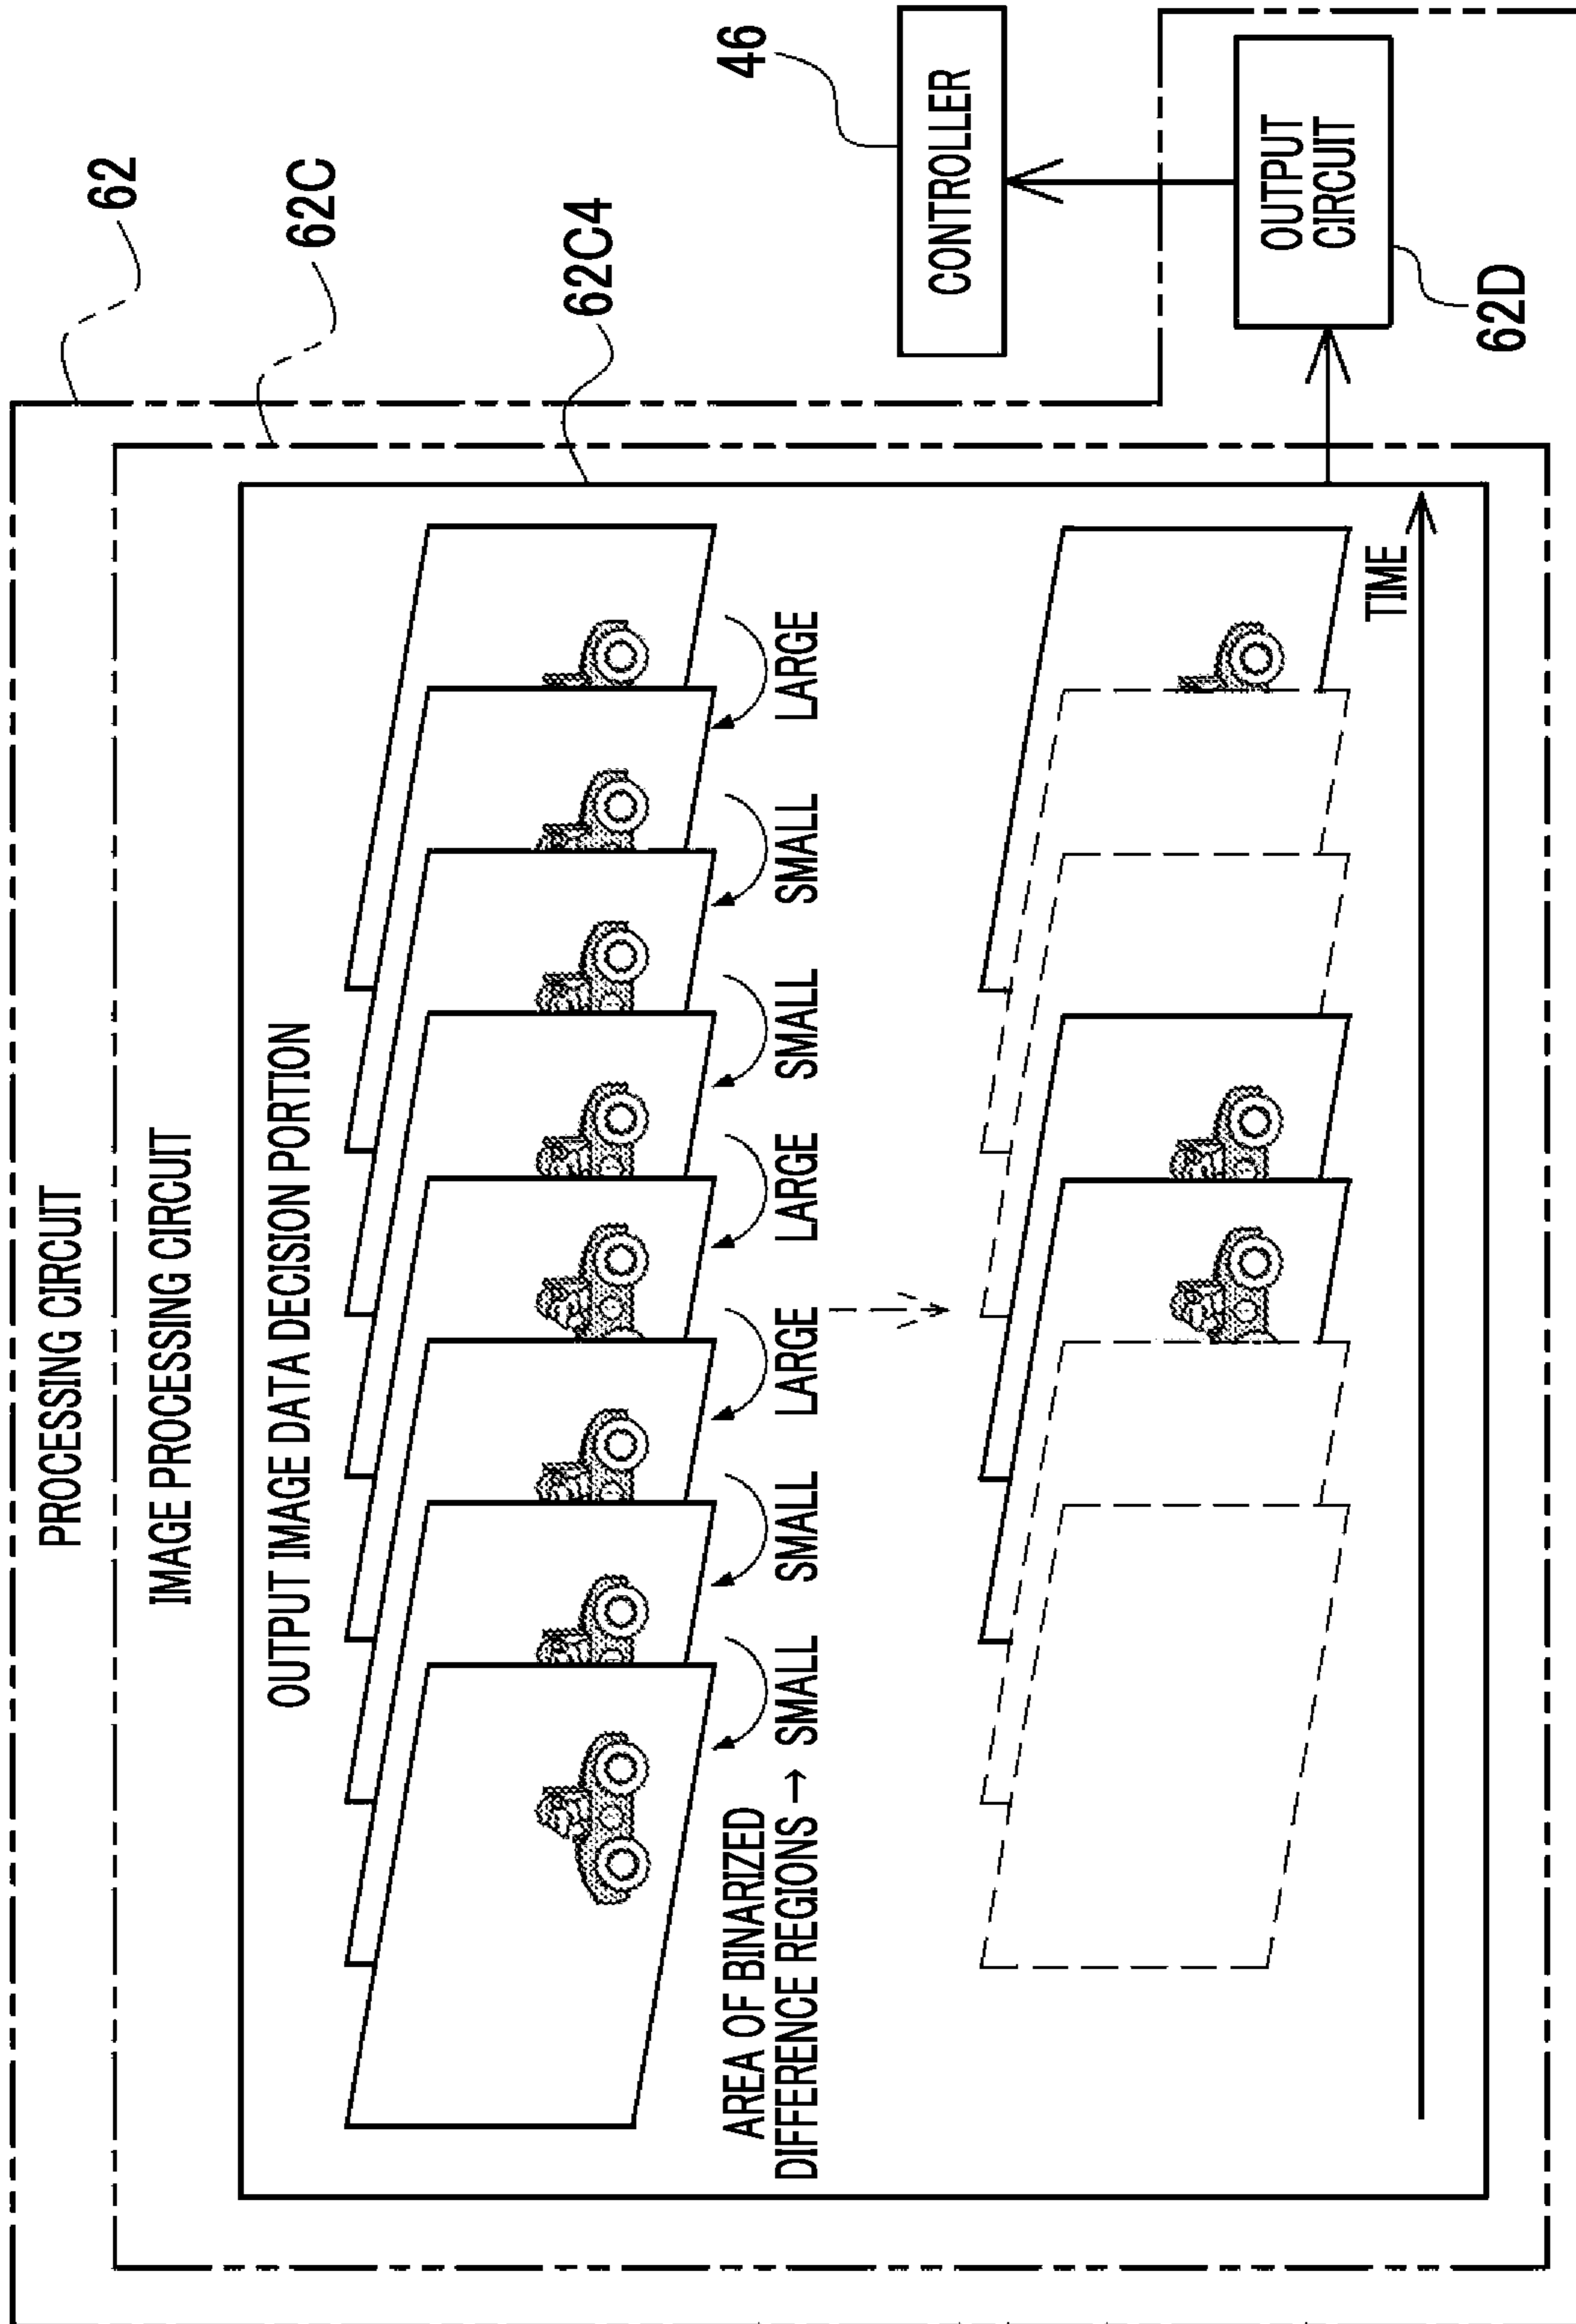 PROCESSING CIRCUIT
62
IMAGE PROCESSING CIRCUIT
62C
OUTPUT IMAGE DATA DECISION PORTION
62C4
AREA OF BINARIZED
DIFFERENCE REGIONS → SMALL SMALL LARGE LARGE SMALL SMALL LARGE
TIME
46
CONTROLLER
OUTPUT
CIRCUIT
62D